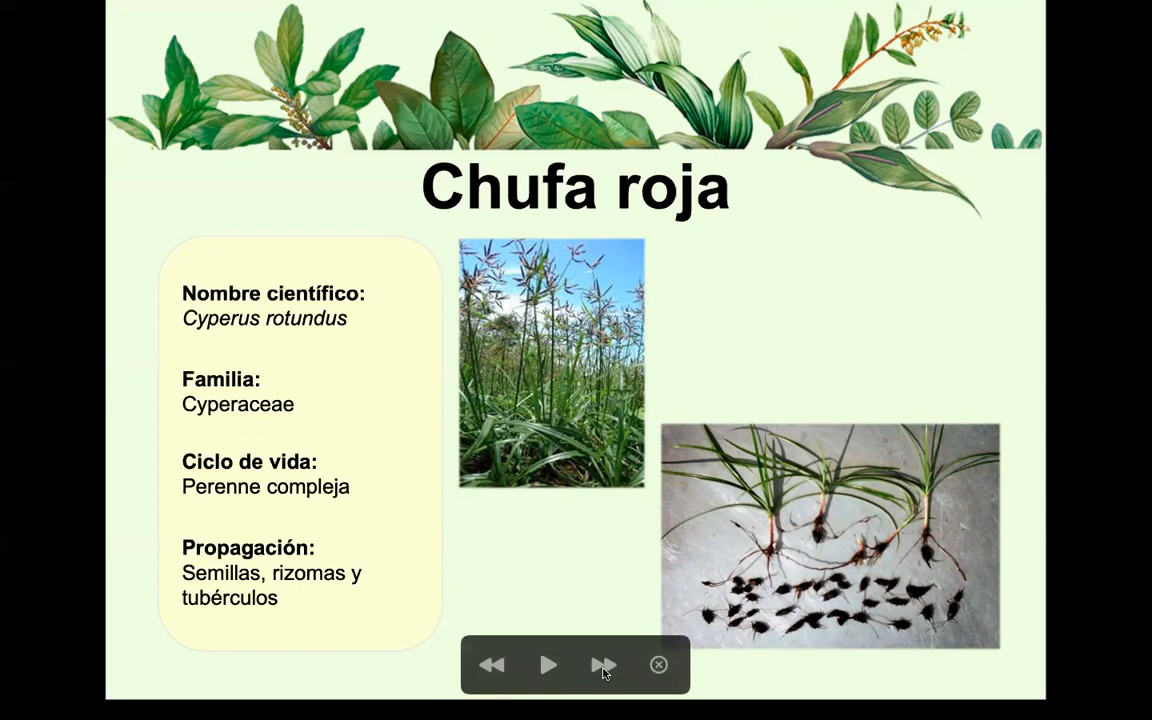 Chufa roja
Nombre científico:
Cyperus rotundus
Familia:
Cyperaceae
Ciclo de vida:
Perenne compleja
Propagación:
Semillas, rizomas y
tubérculos